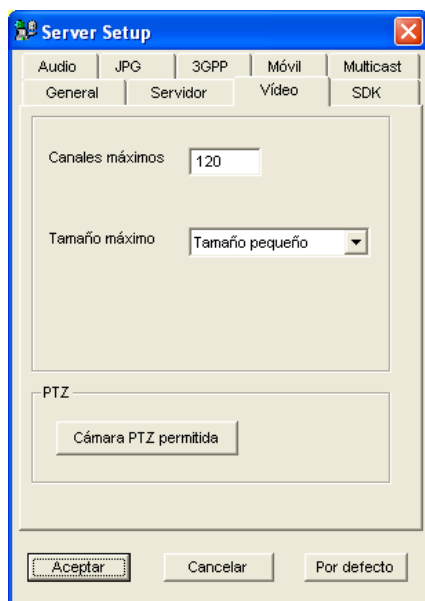 Server Setup
Audio JPG 3GPP Móvil Multicast
General Servidor Vídeo SDK
Canales máximos 120
Tamaño máximo Tamaño pequeño
PTZ
Cámara PTZ permitida
Aceptar Cancelar Por defecto